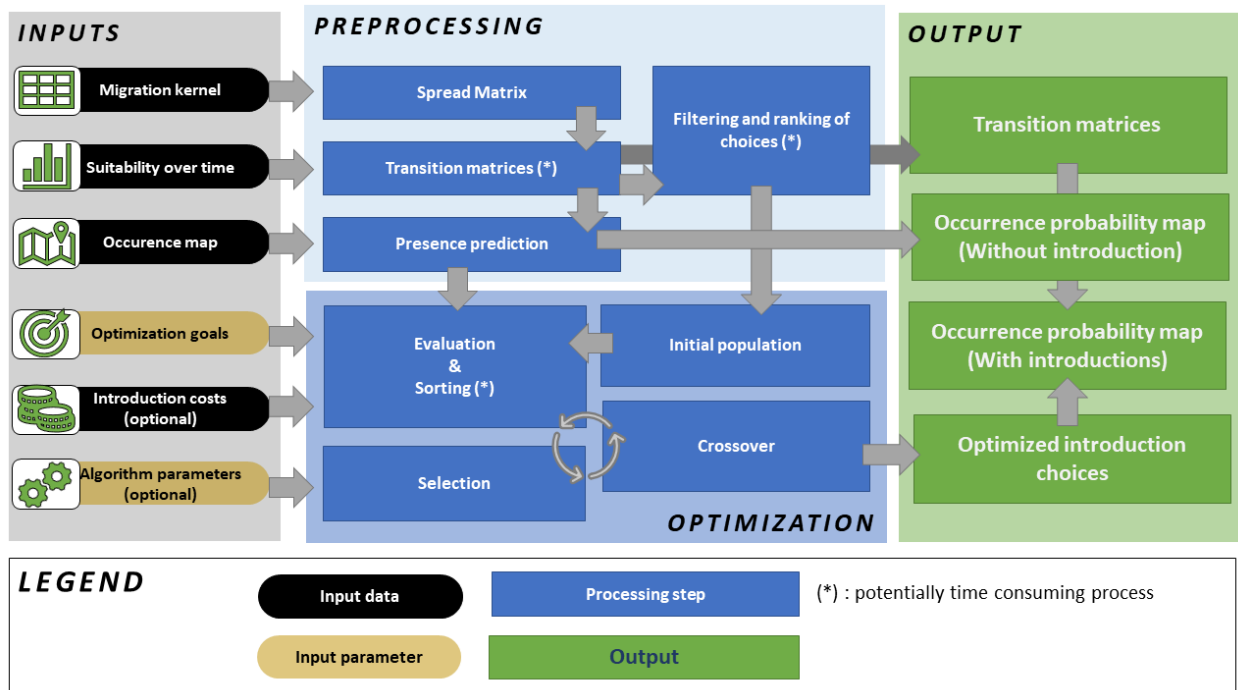 INPUTS
Migration kernel
Suitability over time
Occurence map
Optimization goals
Introduction costs
(optional)
Algorithm parameters
(optional)
PREPROCESSING
Spread Matrix
Transition matrices (*)
Presence prediction
Filtering and ranking of
choices (*)
Evaluation
&
Sorting (*)
Initial population
Selection
Crossover
OPTIMIZATION
OUTPUT
Transition matrices
Occurrence probability map
(Without introduction)
Occurrence probability map
(With introductions)
Optimized introduction
choices
LEGEND
Input data
Input parameter
Processing step
Output
(*) : potentially time consuming process